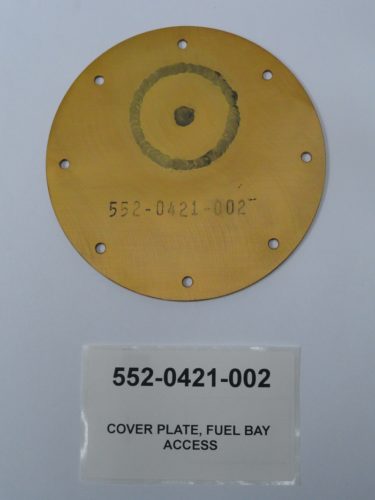 552-0421-002
552-0421-002
COVER PLATE, FUEL BAY
ACCESS